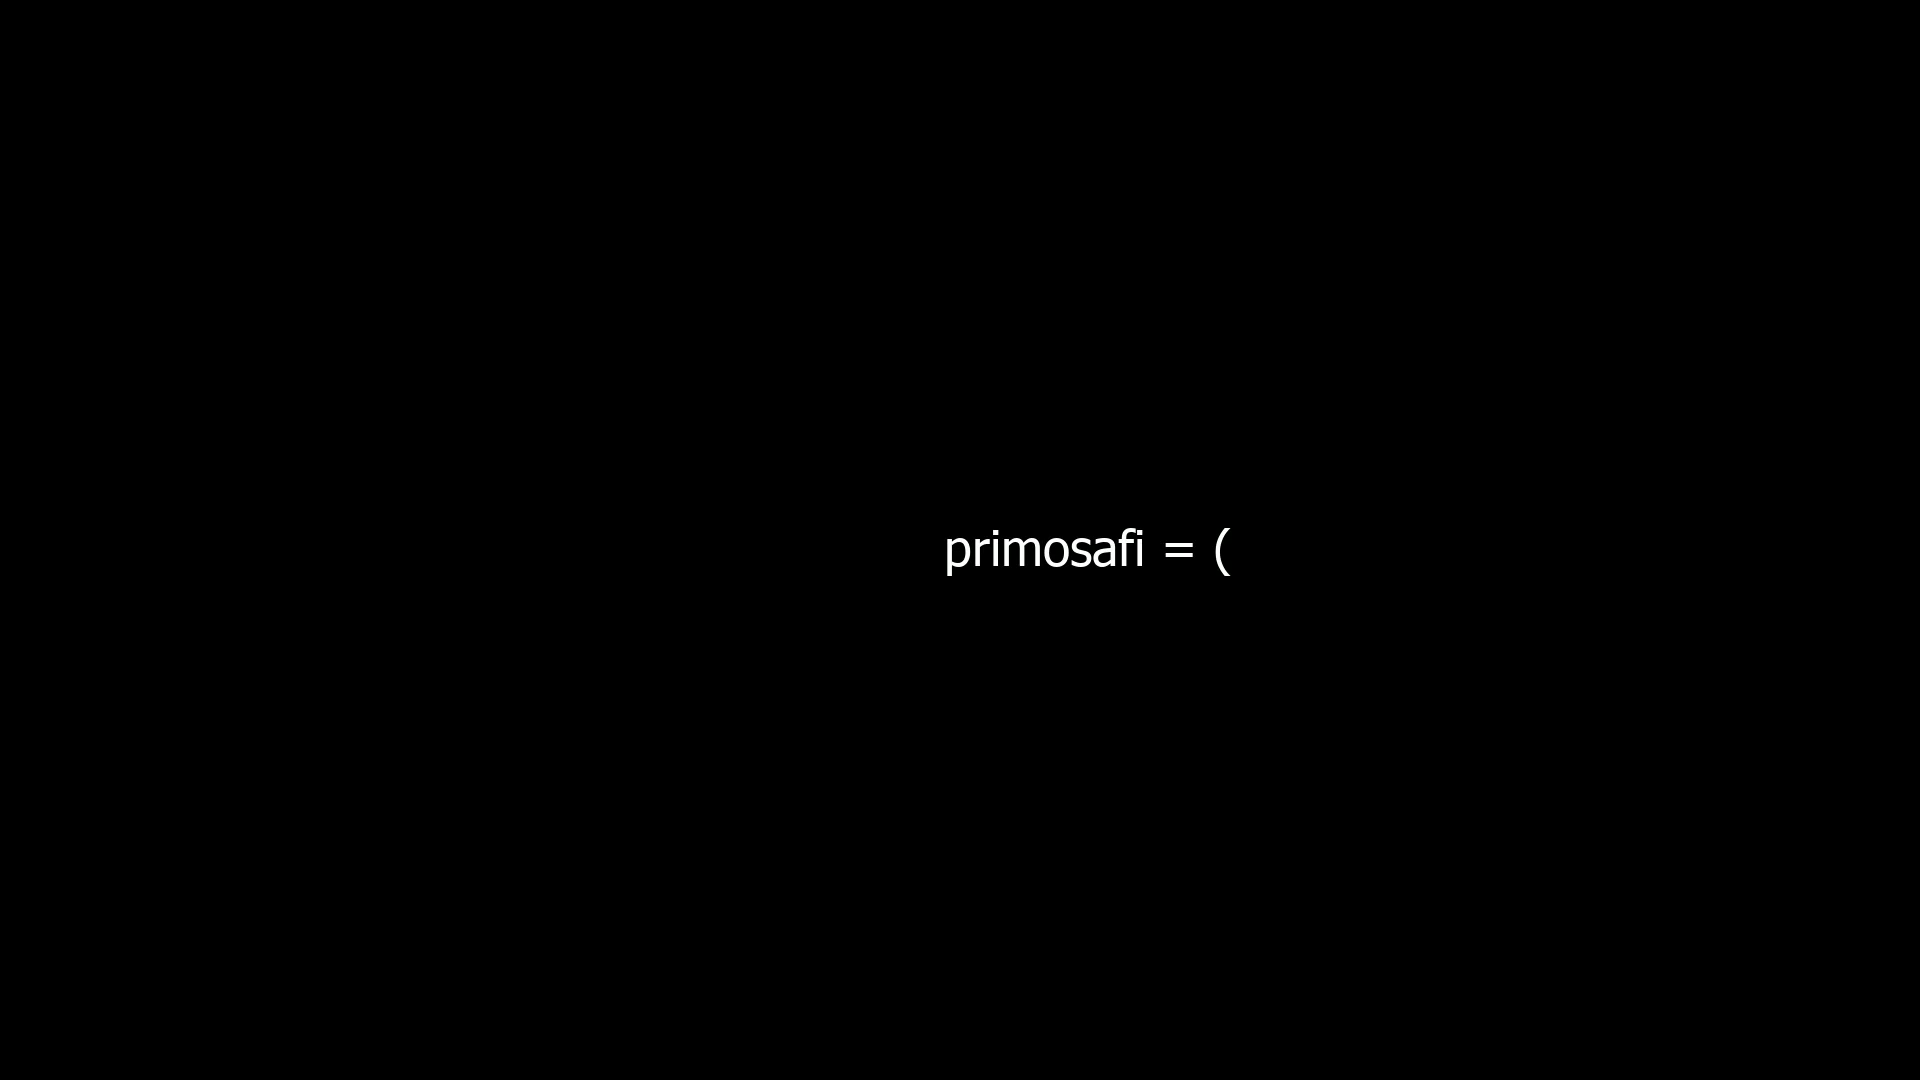 primosafi = (